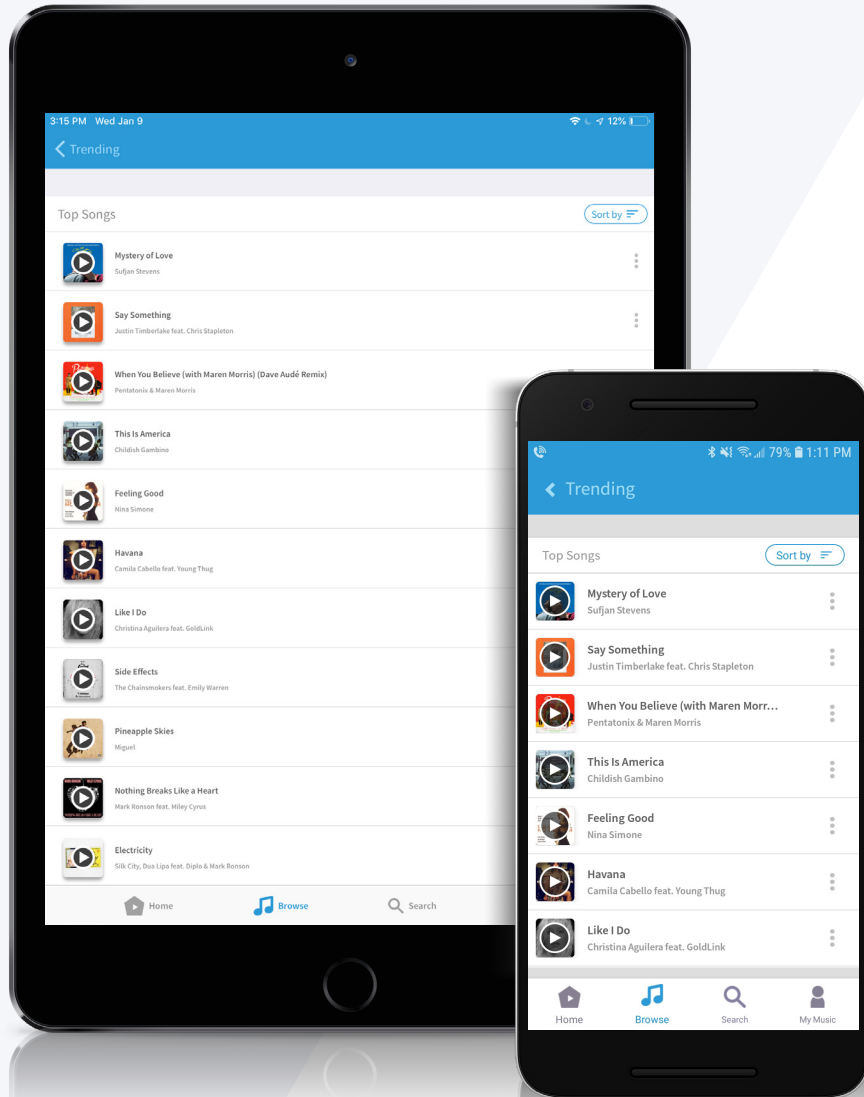 3:15 PM Wed Jan 9
12%
Trending
Top Songs
Sort by
Mystery of Love
Sufjan Stevens
Say Something
Justin Timberlake feat. Chris Stapleton
When You Believe (with Maren Morris) (Dave Audé Remix)
Pentatonix & Maren Morris
This Is America
Childish Gambino
Feeling Good
Nina Simone
Havana
Camila Cabello feat. Young Thug
Like I Do
Christina Aguilera feat. GoldLink
Side Effects
The Chainsmokers feat. Emily Warren
Pineapple Skies
Miguel
Nothing Breaks Like a Heart
Mark Ronson feat. Miley Cyrus
Electricity
Silk City, Dua Lipa feat. Diplo & Mark Ronson
Home
Browse
Search
79% 1:11 PM
Trending
Top Songs
Sort by
Mystery of Love
Sufjan Stevens
Say Something
Justin Timberlake feat. Chris Stapleton
When You Believe (with Maren Morr...
Pentatonix & Maren Morris
This Is America
Childish Gambino
Feeling Good
Nina Simone
Havana
Camila Cabello feat. Young Thug
Like I Do
Christina Aguilera feat. GoldLink
Home
Browse
Search
My Music